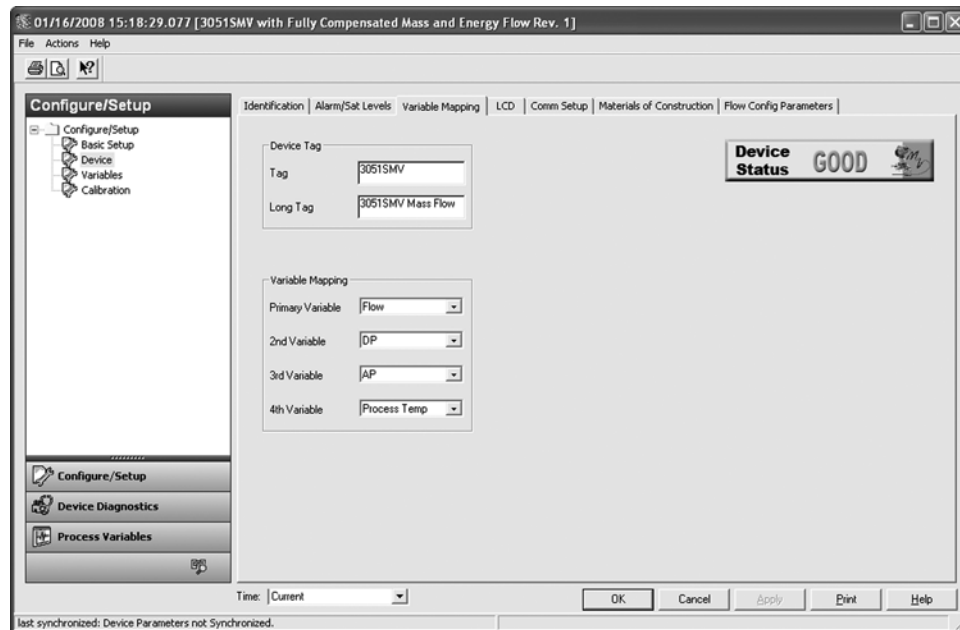 01/16/2008 15:18:29.077 [3051SMV with Fully Compensated Mass and Energy Flow Rev. 1]
File Actions Help
Configure/Setup
Configure/Setup
Basic Setup
Device
Variables
Calibration
Identification Alarm/Sat Levels Variable Mapping LCD Comm Setup Materials of Construction Flow Config Parameters
Device Tag
Tag 3051SMV
Long Tag 3051SMV Mass Flow
Device Status GOOD
Variable Mapping
Primary Variable Flow
2nd Variable DP
3rd Variable AP
4th Variable Process Temp
Configure/Setup
Device Diagnostics
Process Variables
Time: Current
OK Cancel Apply Print Help
last synchronized: Device Parameters not Synchronized.